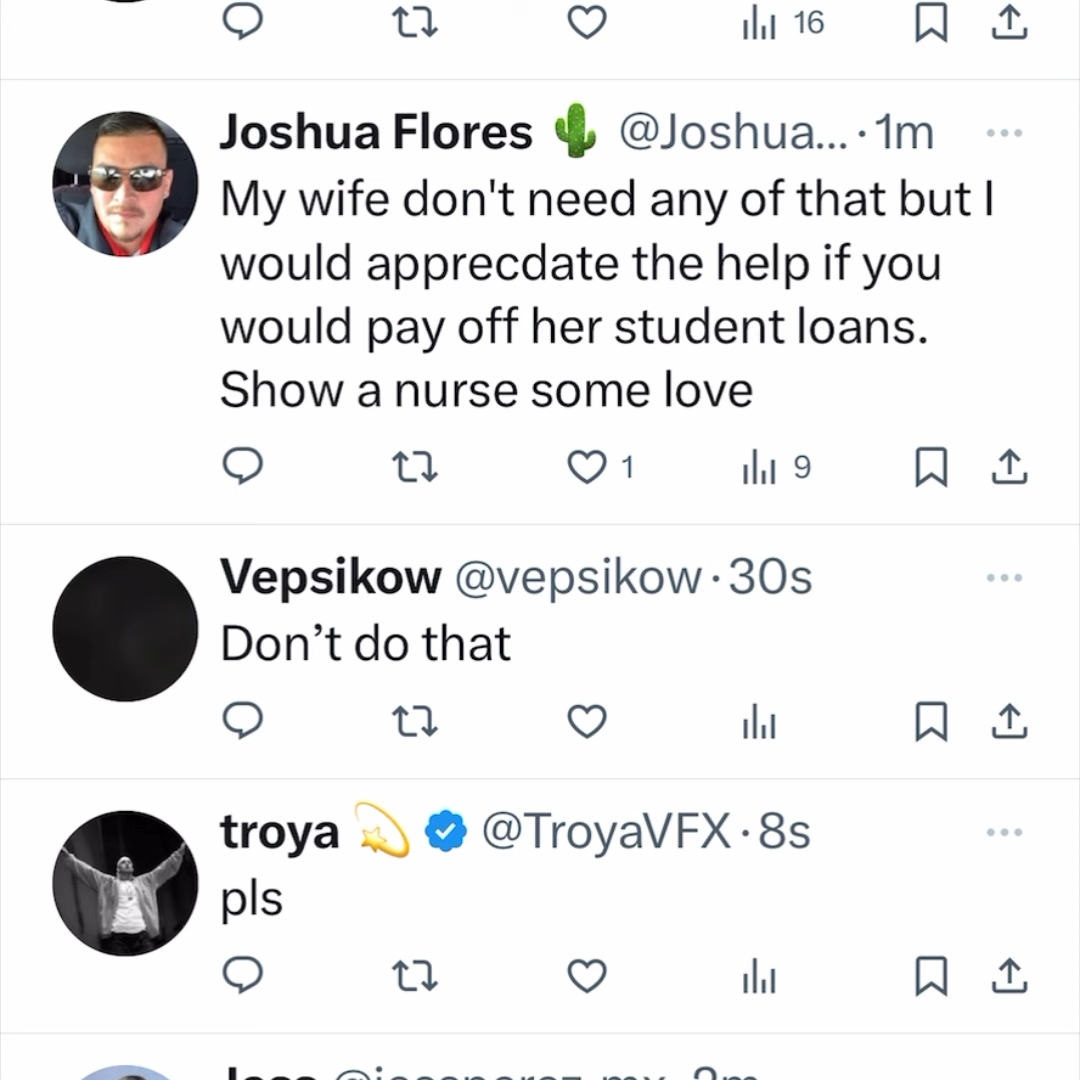 16
Joshua Flores 🌵 @Joshua... · 1m
My wife don't need any of that but I
would apprecdate the help if you
would pay off her student loans.
Show a nurse some love
1 9
Vepsikow @vepsikow · 30s
Don’t do that
troya 💫 @TroyaVFX · 8s
pls